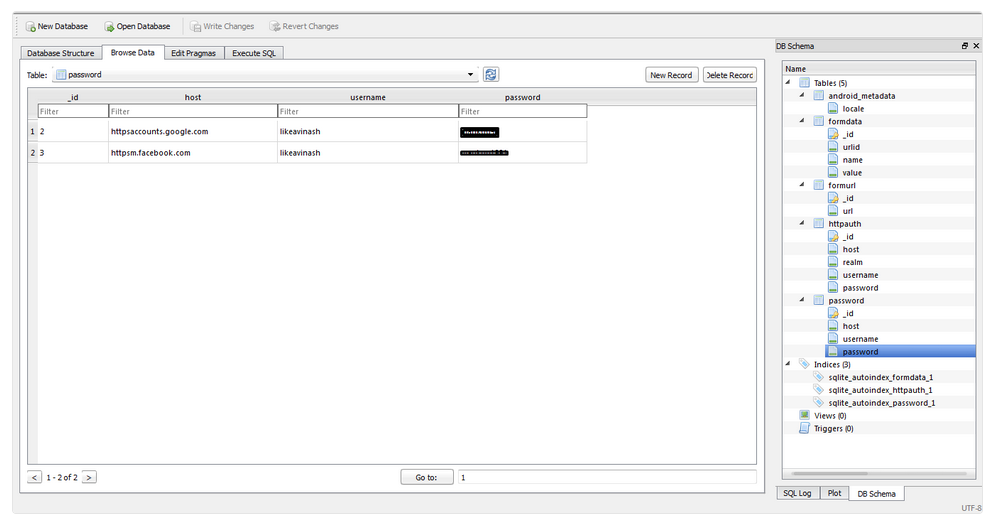 New Database Open Database Write Changes Revert Changes
Database Structure Browse Data Edit Pragmas Execute SQL
Table: password New Record Delete Record
_id host username password
Filter Filter Filter Filter
1 2 httpsaccounts.google.com likeavinash
2 3 httpsm.facebook.com likeavinash
< 1 - 2 of 2 > Go to: 1
DB Schema
Name
Tables (5)
android_metadata
locale
formdata
_id
urlid
name
value
formurl
_id
url
httpauth
_id
host
realm
username
password
password
_id
host
username
password
Indices (3)
sqlite_autoindex_formdata_1
sqlite_autoindex_httpauth_1
sqlite_autoindex_password_1
Views (0)
Triggers (0)
SQL Log Plot DB Schema
UTF-8